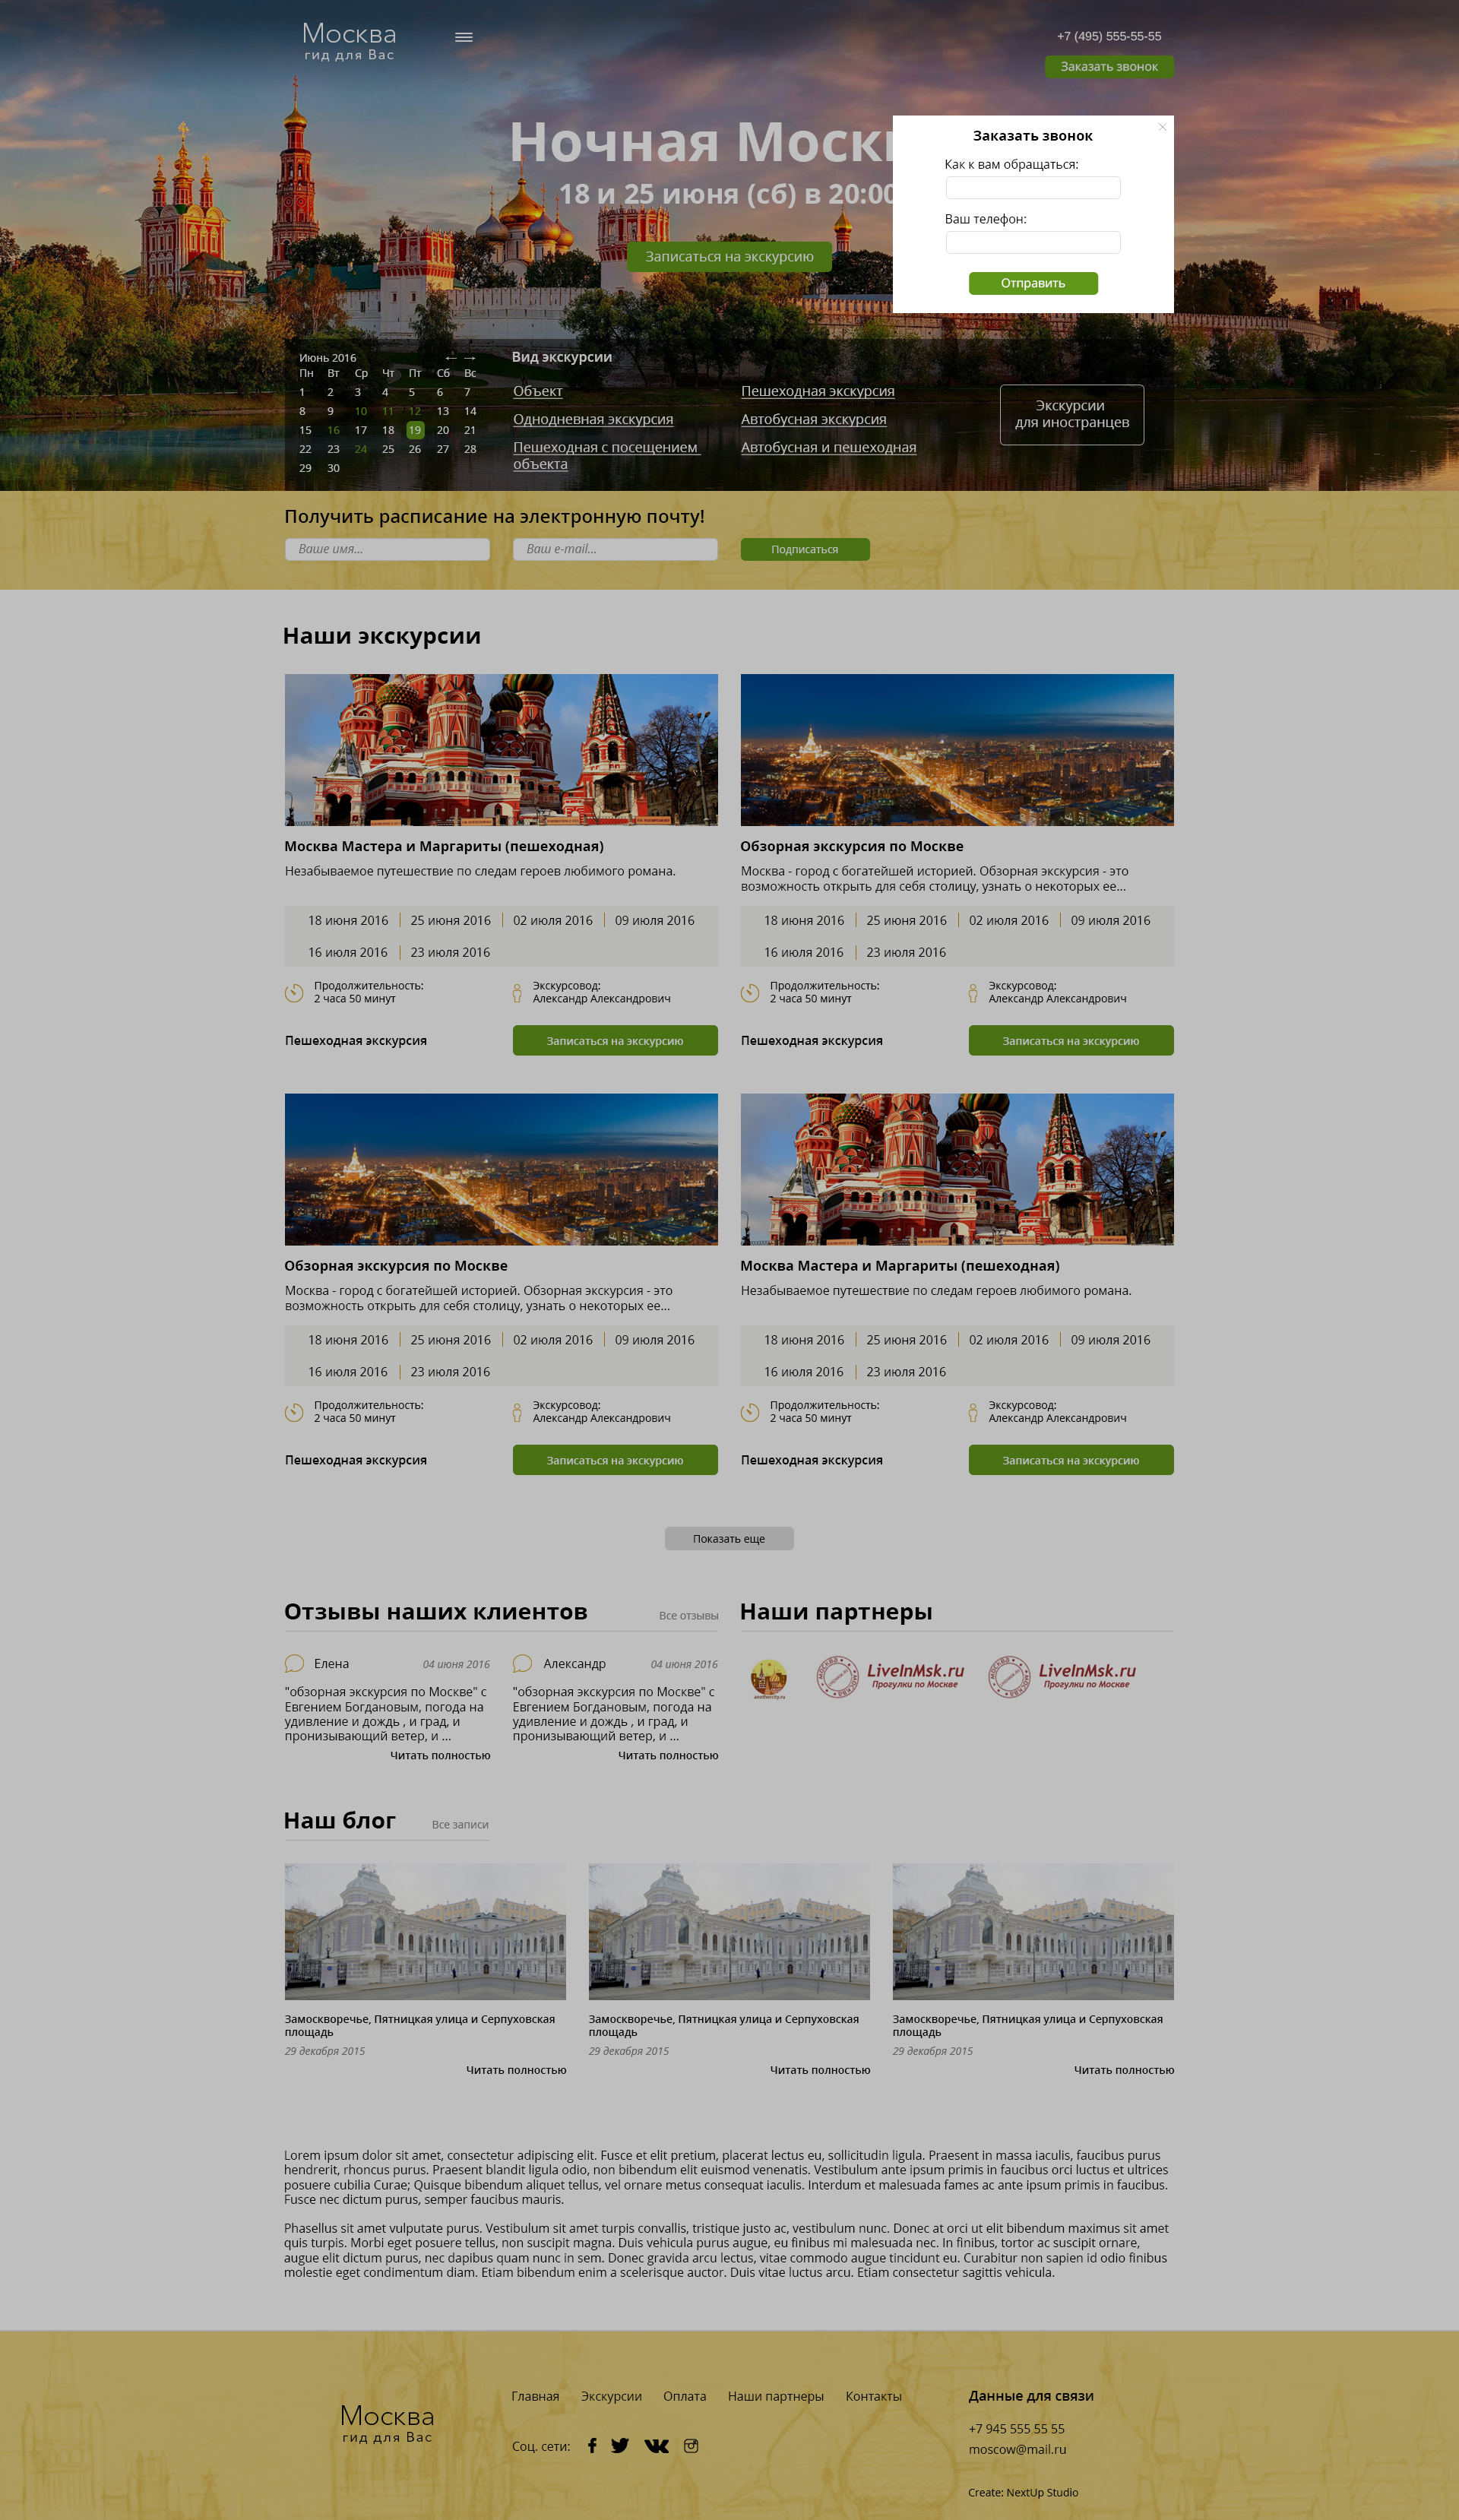 Москва
гид для Вас
+7 (495) 555-55-55
Заказать звонок
Ночная Моск
18 и 25 июня (сб) в 20:00
Записаться на экскурсию
Заказать звонок
Как к вам обращаться:
Ваш телефон:
Отправить
Июнь 2016 ← →
Пн Вт Ср Чт Пт Сб Вс
1 2 3 4 5 6 7
8 9 10 11 12 13 14
15 16 17 18 19 20 21
22 23 24 25 26 27 28
29 30
Вид экскурсии
Объект
Однодневная экскурсия
Пешеходная с посещением
объекта
Пешеходная экскурсия
Автобусная экскурсия
Автобусная и пешеходная
Экскурсии
для иностранцев
Получить расписание на электронную почту!
Ваше имя...
Ваш e-mail...
Подписаться
Наши экскурсии
Москва Мастера и Маргариты (пешеходная)
Незабываемое путешествие по следам героев любимого романа.
18 июня 2016 25 июня 2016 02 июля 2016 09 июля 2016
16 июля 2016 23 июля 2016
Продолжительность:
2 часа 50 минут
Экскурсовод:
Александр Александрович
Пешеходная экскурсия
Записаться на экскурсию
Обзорная экскурсия по Москве
Москва - город с богатейшей историей. Обзорная экскурсия - это
возможность открыть для себя столицу, узнать о некоторых ее...
18 июня 2016 25 июня 2016 02 июля 2016 09 июля 2016
16 июля 2016 23 июля 2016
Продолжительность:
2 часа 50 минут
Экскурсовод:
Александр Александрович
Пешеходная экскурсия
Записаться на экскурсию
Обзорная экскурсия по Москве
Москва - город с богатейшей историей. Обзорная экскурсия - это
возможность открыть для себя столицу, узнать о некоторых ее...
18 июня 2016 25 июня 2016 02 июля 2016 09 июля 2016
16 июля 2016 23 июля 2016
Продолжительность:
2 часа 50 минут
Экскурсовод:
Александр Александрович
Пешеходная экскурсия
Записаться на экскурсию
Москва Мастера и Маргариты (пешеходная)
Незабываемое путешествие по следам героев любимого романа.
18 июня 2016 25 июня 2016 02 июля 2016 09 июля 2016
16 июля 2016 23 июля 2016
Продолжительность:
2 часа 50 минут
Экскурсовод:
Александр Александрович
Пешеходная экскурсия
Записаться на экскурсию
Показать еще
Отзывы наших клиентов
Все отзывы
Елена 04 июня 2016
"обзорная экскурсия по Москве" с
Евгением Богдановым, погода на
удивление и дождь , и град, и
пронизывающий ветер, и ...
Читать полностью
Александр 04 июня 2016
"обзорная экскурсия по Москве" с
Евгением Богдановым, погода на
удивление и дождь , и град, и
пронизывающий ветер, и ...
Читать полностью
Наши партнеры
anothercity.ru
LiveInMsk.ru
Прогулки по Москве
LiveInMsk.ru
Прогулки по Москве
Наш блог
Все записи
Замоскворечье, Пятницкая улица и Серпуховская
площадь
29 декабря 2015
Читать полностью
Замоскворечье, Пятницкая улица и Серпуховская
площадь
29 декабря 2015
Читать полностью
Замоскворечье, Пятницкая улица и Серпуховская
площадь
29 декабря 2015
Читать полностью
Lorem ipsum dolor sit amet, consectetur adipiscing elit. Fusce et elit pretium, placerat lectus eu, sollicitudin ligula. Praesent in massa iaculis, faucibus purus
hendrerit, rhoncus purus. Praesent blandit ligula odio, non bibendum elit euismod venenatis. Vestibulum ante ipsum primis in faucibus orci luctus et ultrices
posuere cubilia Curae; Quisque bibendum aliquet tellus, vel ornare metus consequat iaculis. Interdum et malesuada fames ac ante ipsum primis in faucibus.
Fusce nec dictum purus, semper faucibus mauris.
Phasellus sit amet vulputate purus. Vestibulum sit amet turpis convallis, tristique justo ac, vestibulum nunc. Donec at orci ut elit bibendum maximus sit amet
quis turpis. Morbi eget posuere tellus, non suscipit magna. Duis vehicula purus augue, eu finibus mi malesuada nec. In finibus, tortor ac suscipit ornare,
augue elit dictum purus, nec dapibus quam nunc in sem. Donec gravida arcu lectus, vitae commodo augue tincidunt eu. Curabitur non sapien id odio finibus
molestie eget condimentum diam. Etiam bibendum enim a scelerisque auctor. Duis vitae luctus arcu. Etiam consectetur sagittis vehicula.
Москва
гид для Вас
Главная Экскурсии Оплата Наши партнеры Контакты
Соц. сети:
Данные для связи
+7 945 555 55 55
moscow@mail.ru
Create: NextUp Studio